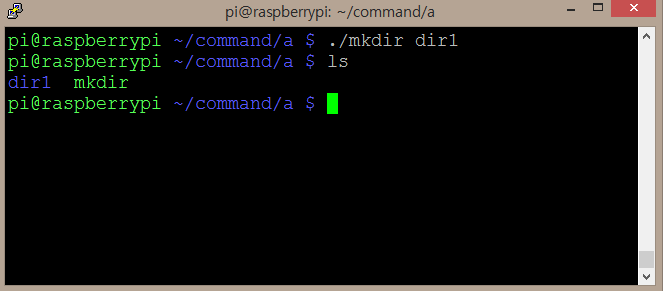 pi@raspberrypi: ~/command/a
pi@raspberrypi ~/command/a $ ./mkdir dir1
pi@raspberrypi ~/command/a $ ls
dir1  mkdir
pi@raspberrypi ~/command/a $